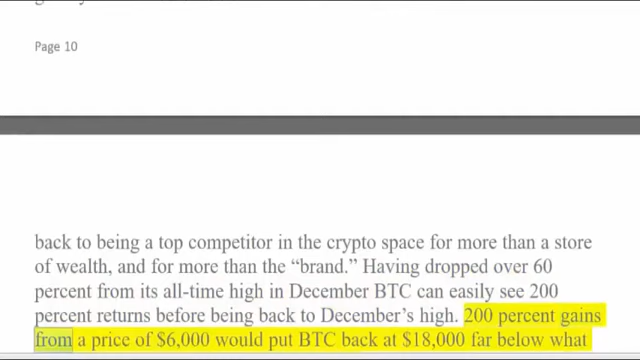 Page 10
back to being a top competitor in the crypto space for more than a store
of wealth, and for more than the “brand.” Having dropped over 60
percent from its all-time high in December BTC can easily see 200
percent returns before being back to December’s high. 200 percent gains
from a price of $6,000 would put BTC back at $18,000 far below what